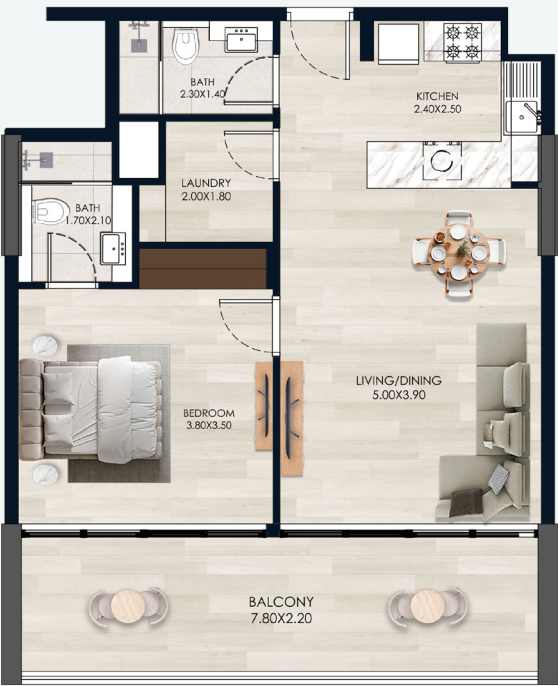 BATH
2.30X1.40
KITCHEN
2.40X2.50
LAUNDRY
2.00X1.80
BATH
1.70X2.10
LIVING/DINING
5.00X3.90
BEDROOM
3.80X3.50
BALCONY
7.80X2.20